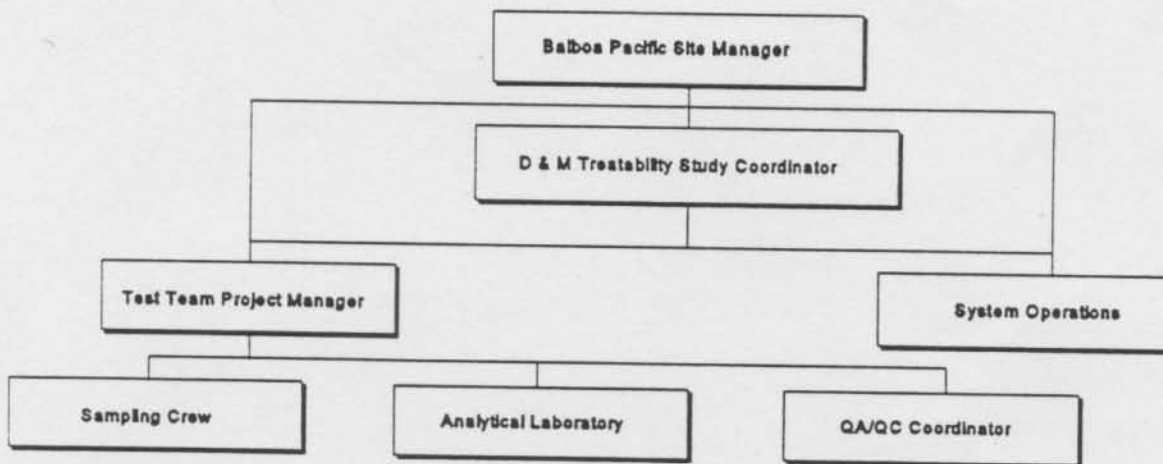 Balboa Pacific Site Manager
D & M Treatability Study Coordinator
Test Team Project Manager
System Operations
Sampling Crew
Analytical Laboratory
QA/QC Coordinator